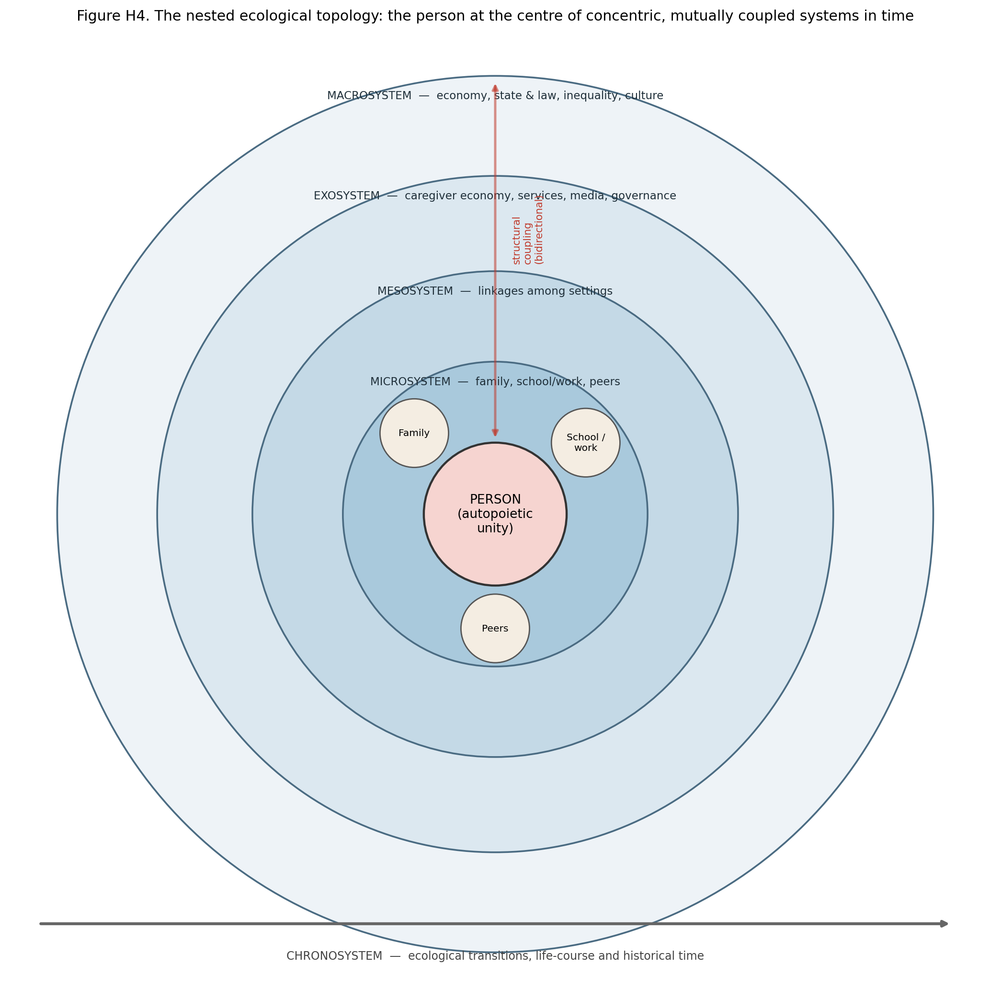 Figure H4. The nested ecological topology: the person at the centre of concentric, mutually coupled systems in time
MACROSYSTEM — economy, state & law, inequality, culture
EXOSYSTEM — caregiver economy, services, media, governance
structural
coupling
(bidirectional)
MESOSYSTEM — linkages among settings
MICROSYSTEM — family, school/work, peers
Family
School /
work
PERSON
(autopoietic
unity)
Peers
CHRONOSYSTEM — ecological transitions, life-course and historical time